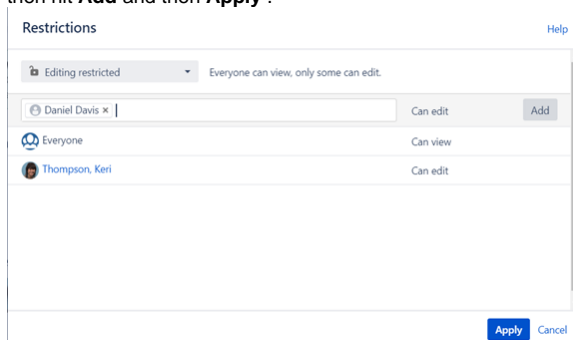 then hit Add and then Apply .
Restrictions Help
Editing restricted Everyone can view, only some can edit.
Daniel Davis × Can edit Add
Everyone Can view
Thompson, Keri Can edit
Apply Cancel